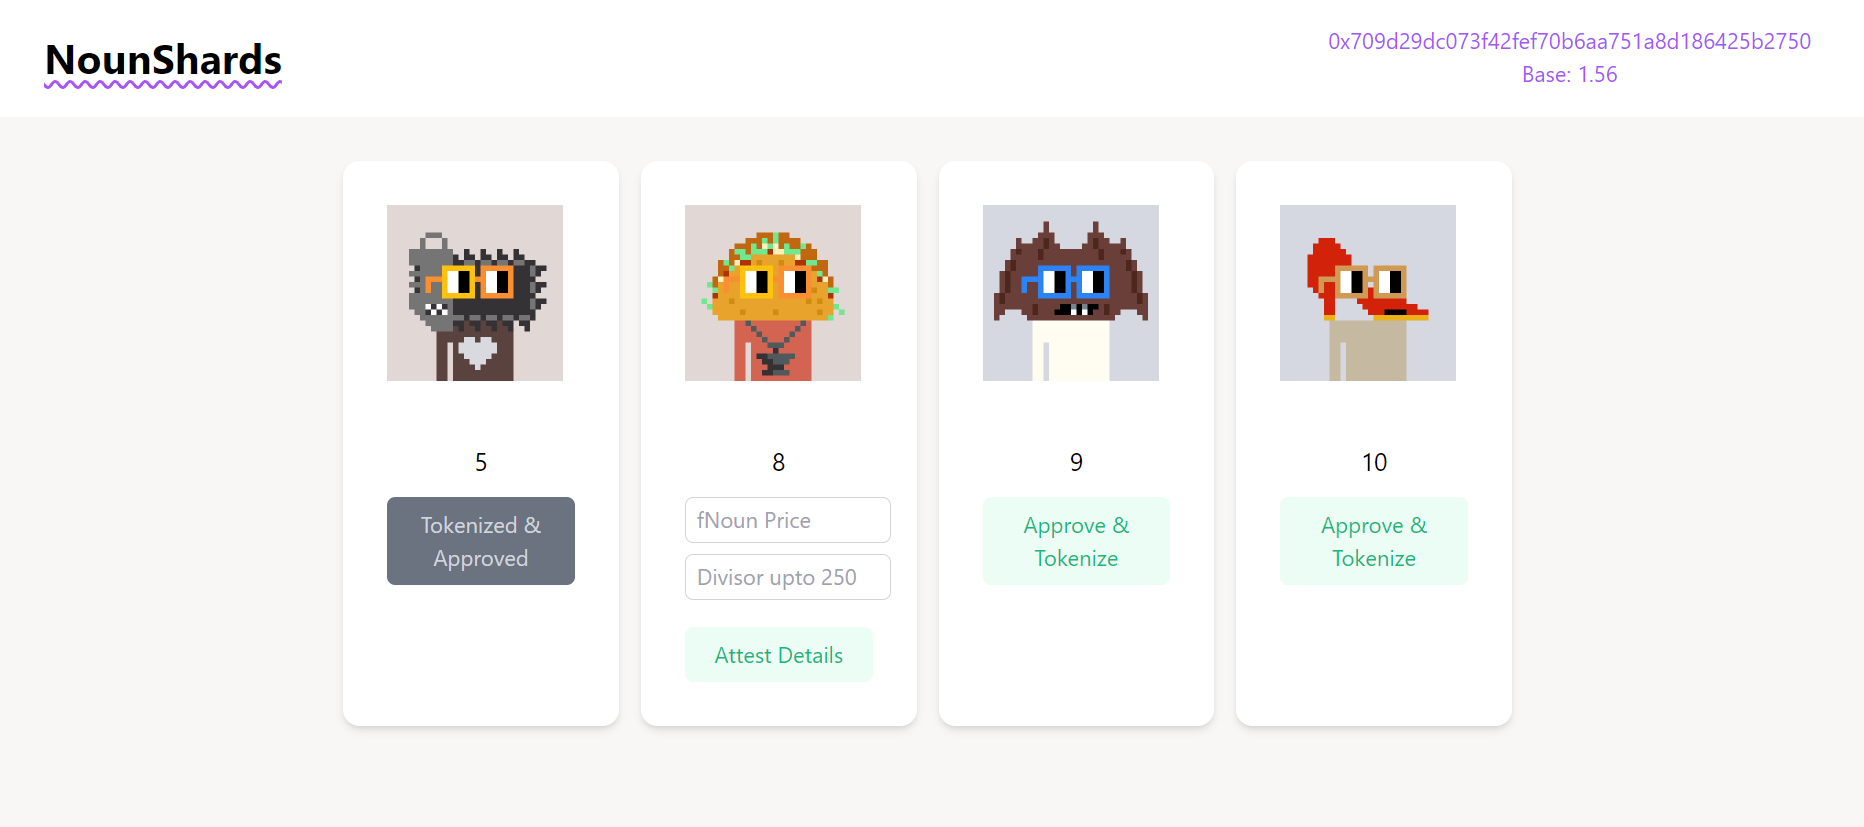 NounShards
0x709d29dc073f42fef70b6aa751a8d186425b2750
Base: 1.56
5
Tokenized &
Approved
8
fNoun Price
Divisor upto 250
Attest Details
9
Approve &
Tokenize
10
Approve &
Tokenize